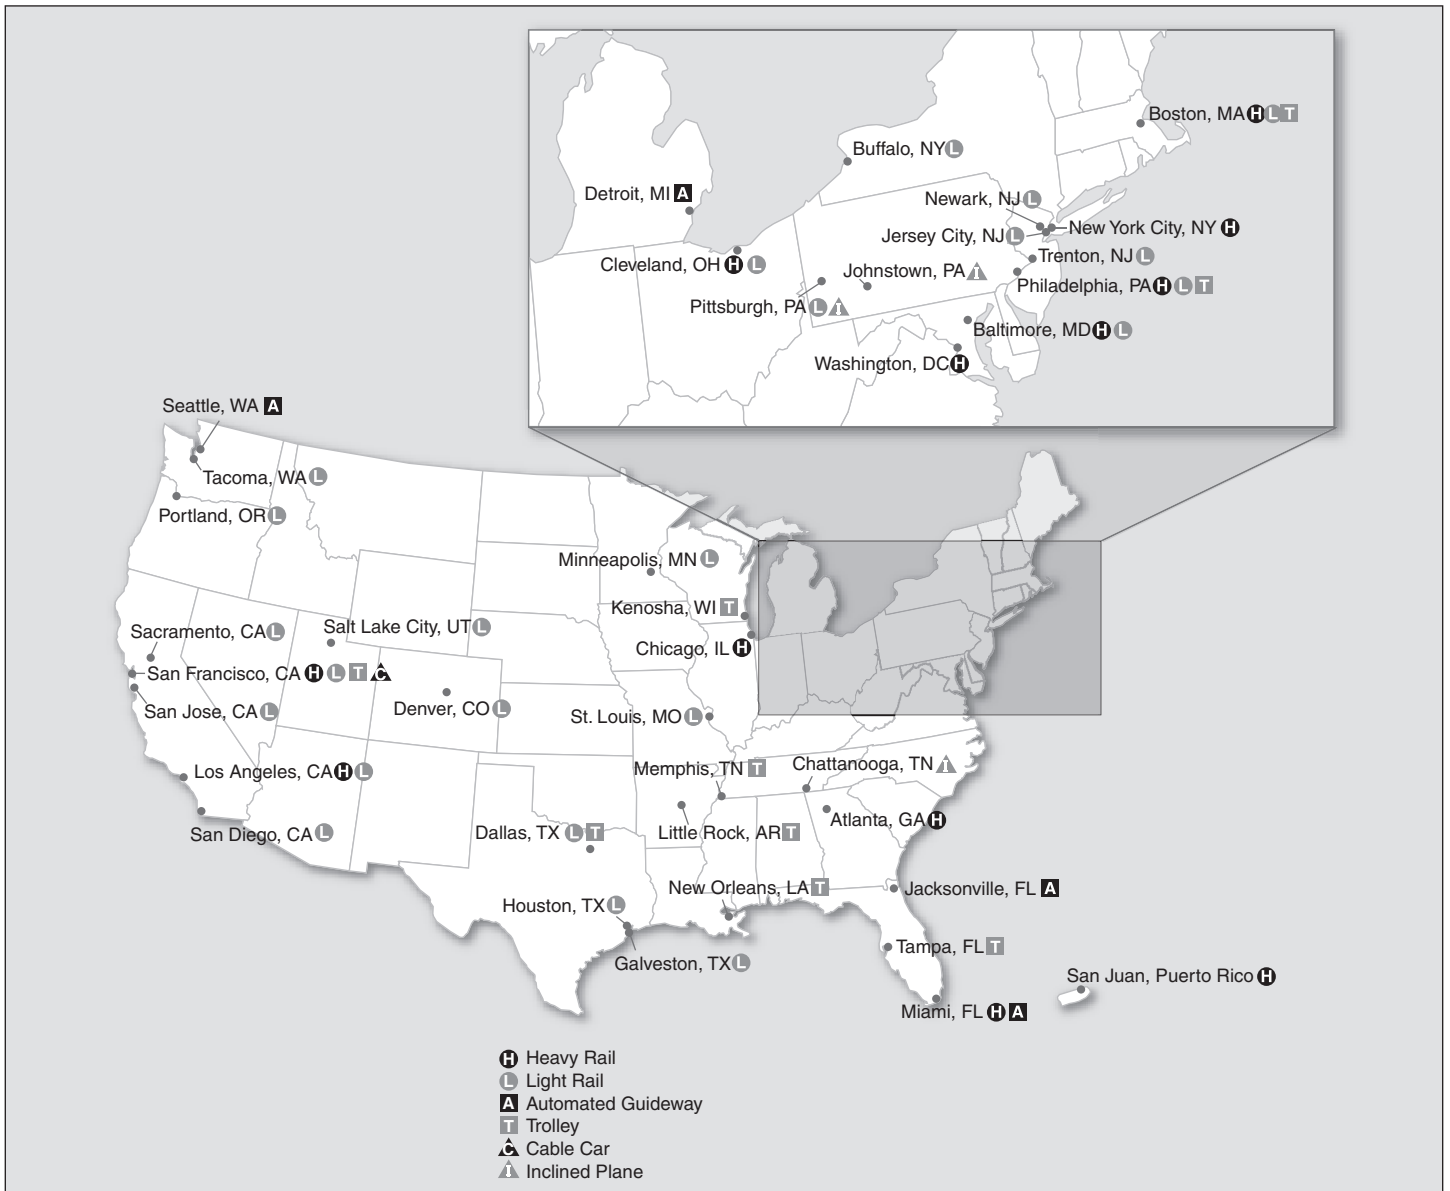 Boston, MA H L T
Buffalo, NY L
Detroit, MI A
Newark, NJ L
New York City, NY H
Jersey City, NJ L
Trenton, NJ L
Cleveland, OH H L
Johnstown, PA I
Philadelphia, PA H L T
Pittsburgh, PA L I
Baltimore, MD H L
Washington, DC H
Seattle, WA A
Tacoma, WA L
Portland, OR L
Minneapolis, MN L
Kenosha, WI T
Salt Lake City, UT L
Sacramento, CA L
Chicago, IL H
San Francisco, CA H L T C
San Jose, CA L
Denver, CO L
St. Louis, MO L
Los Angeles, CA H L
Memphis, TN T
Chattanooga, TN I
San Diego, CA L
Dallas, TX L T
Little Rock, AR T
Atlanta, GA H
New Orleans, LA T
Jacksonville, FL A
Houston, TX L
Tampa, FL T
Galveston, TX L
San Juan, Puerto Rico H
Miami, FL H A
H Heavy Rail
L Light Rail
A Automated Guideway
T Trolley
C Cable Car
I Inclined Plane